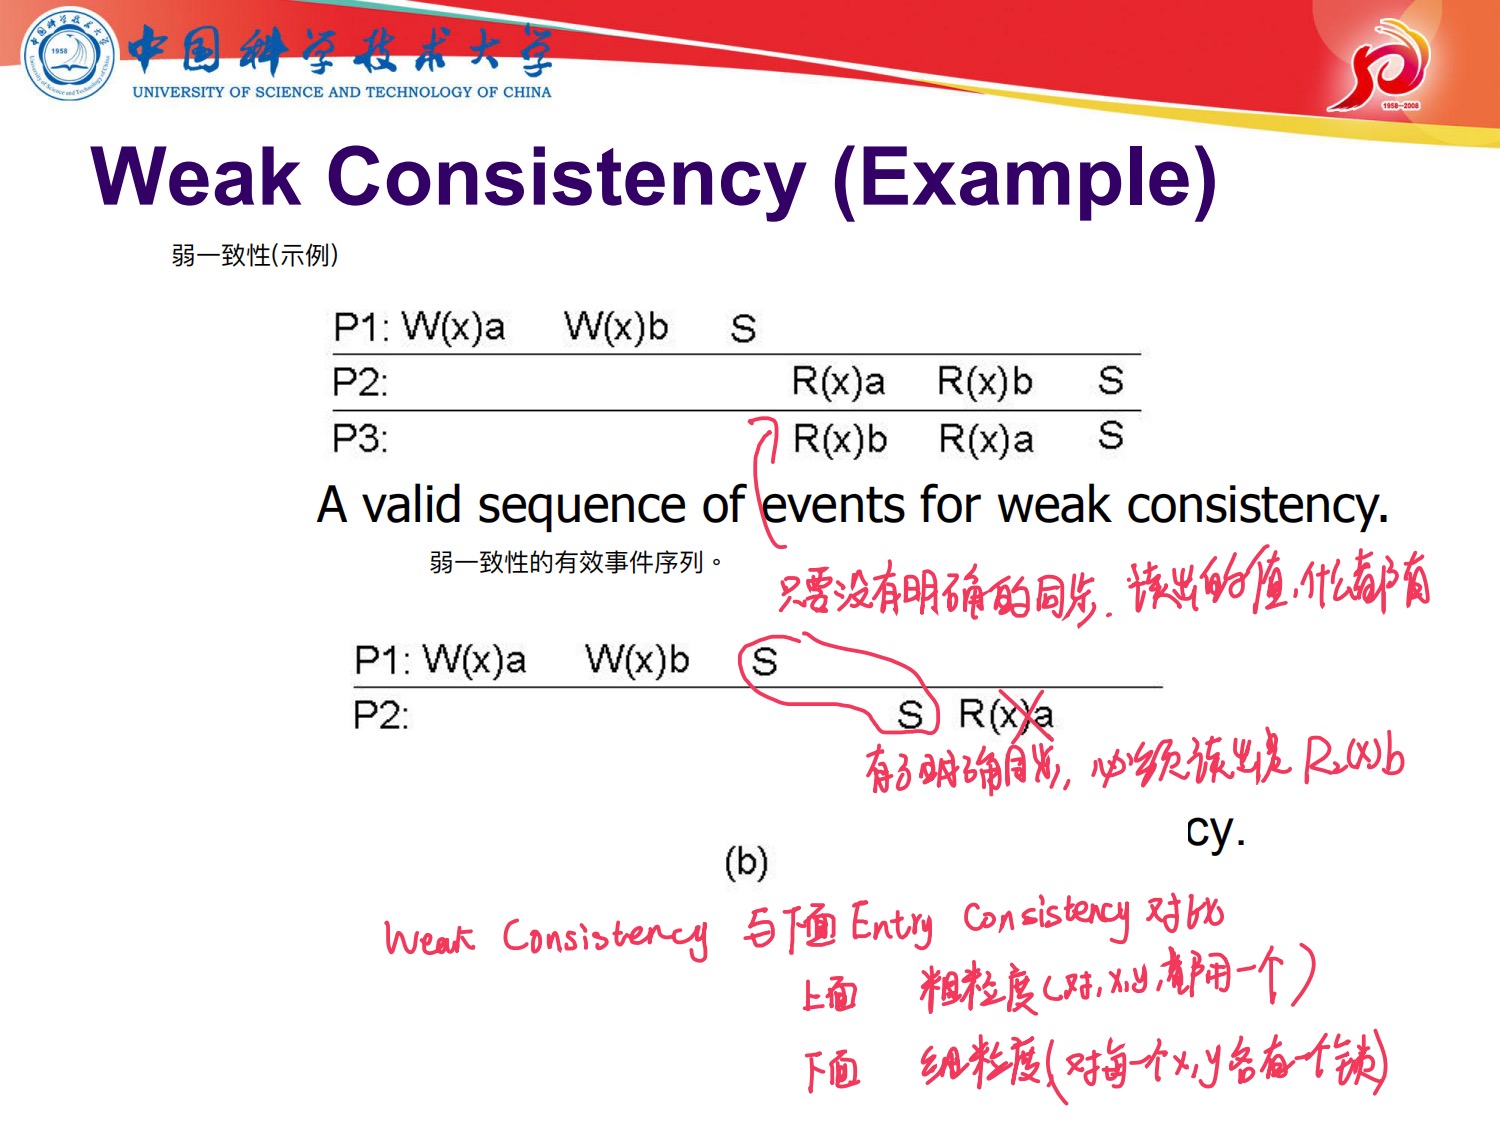 中国科学技术大学
UNIVERSITY OF SCIENCE AND TECHNOLOGY OF CHINA
1958
1958-2008
Weak Consistency (Example)
弱一致性(示例)
P1: W(x)a W(x)b S
P2: R(x)a R(x)b S
P3: R(x)b R(x)a S
A valid sequence of events for weak consistency.
弱一致性的有效事件序列。
只要没有明确的同步. 读出的值,什么都有
P1: W(x)a W(x)b S
P2: S R(x)a
有了明确同步, 必须读出是 R₂(x)b
cy.
(b)
Weak Consistency 与下面 Entry Consistency 对比
上面 粗粒度(对,x,y,都用一个)
下面 细粒度(对每一个x,y各有一个锁)